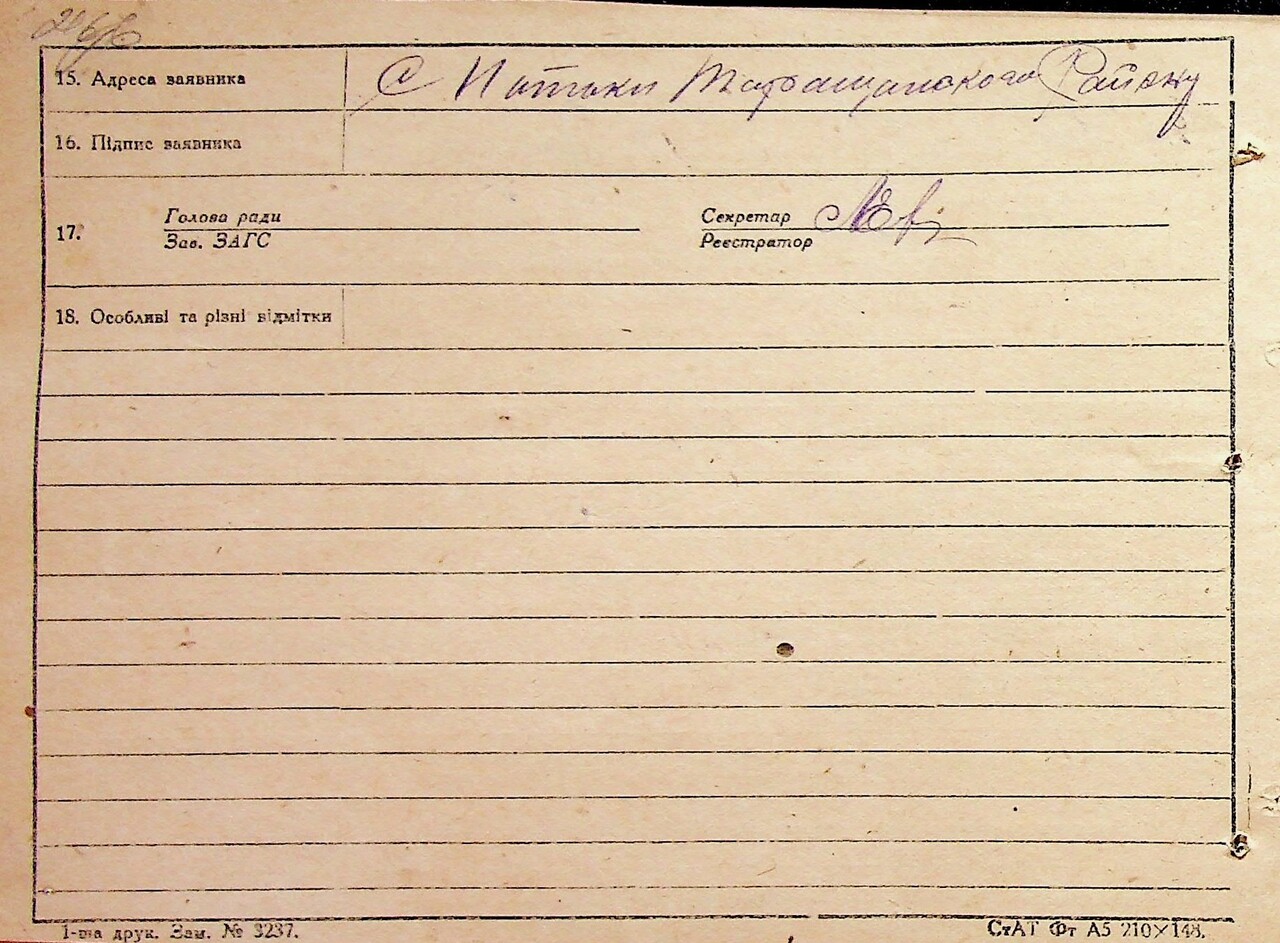 15. Адреса заявника С Потоки Таращанского Району
16. Підпис заявника
17. Голова ради Секретар
Зав. ЗАГС Реєстратор
18. Особливі та різні відмітки
1-ша друк. Зам. № 3237. СтАТ Фт А5 210×148.